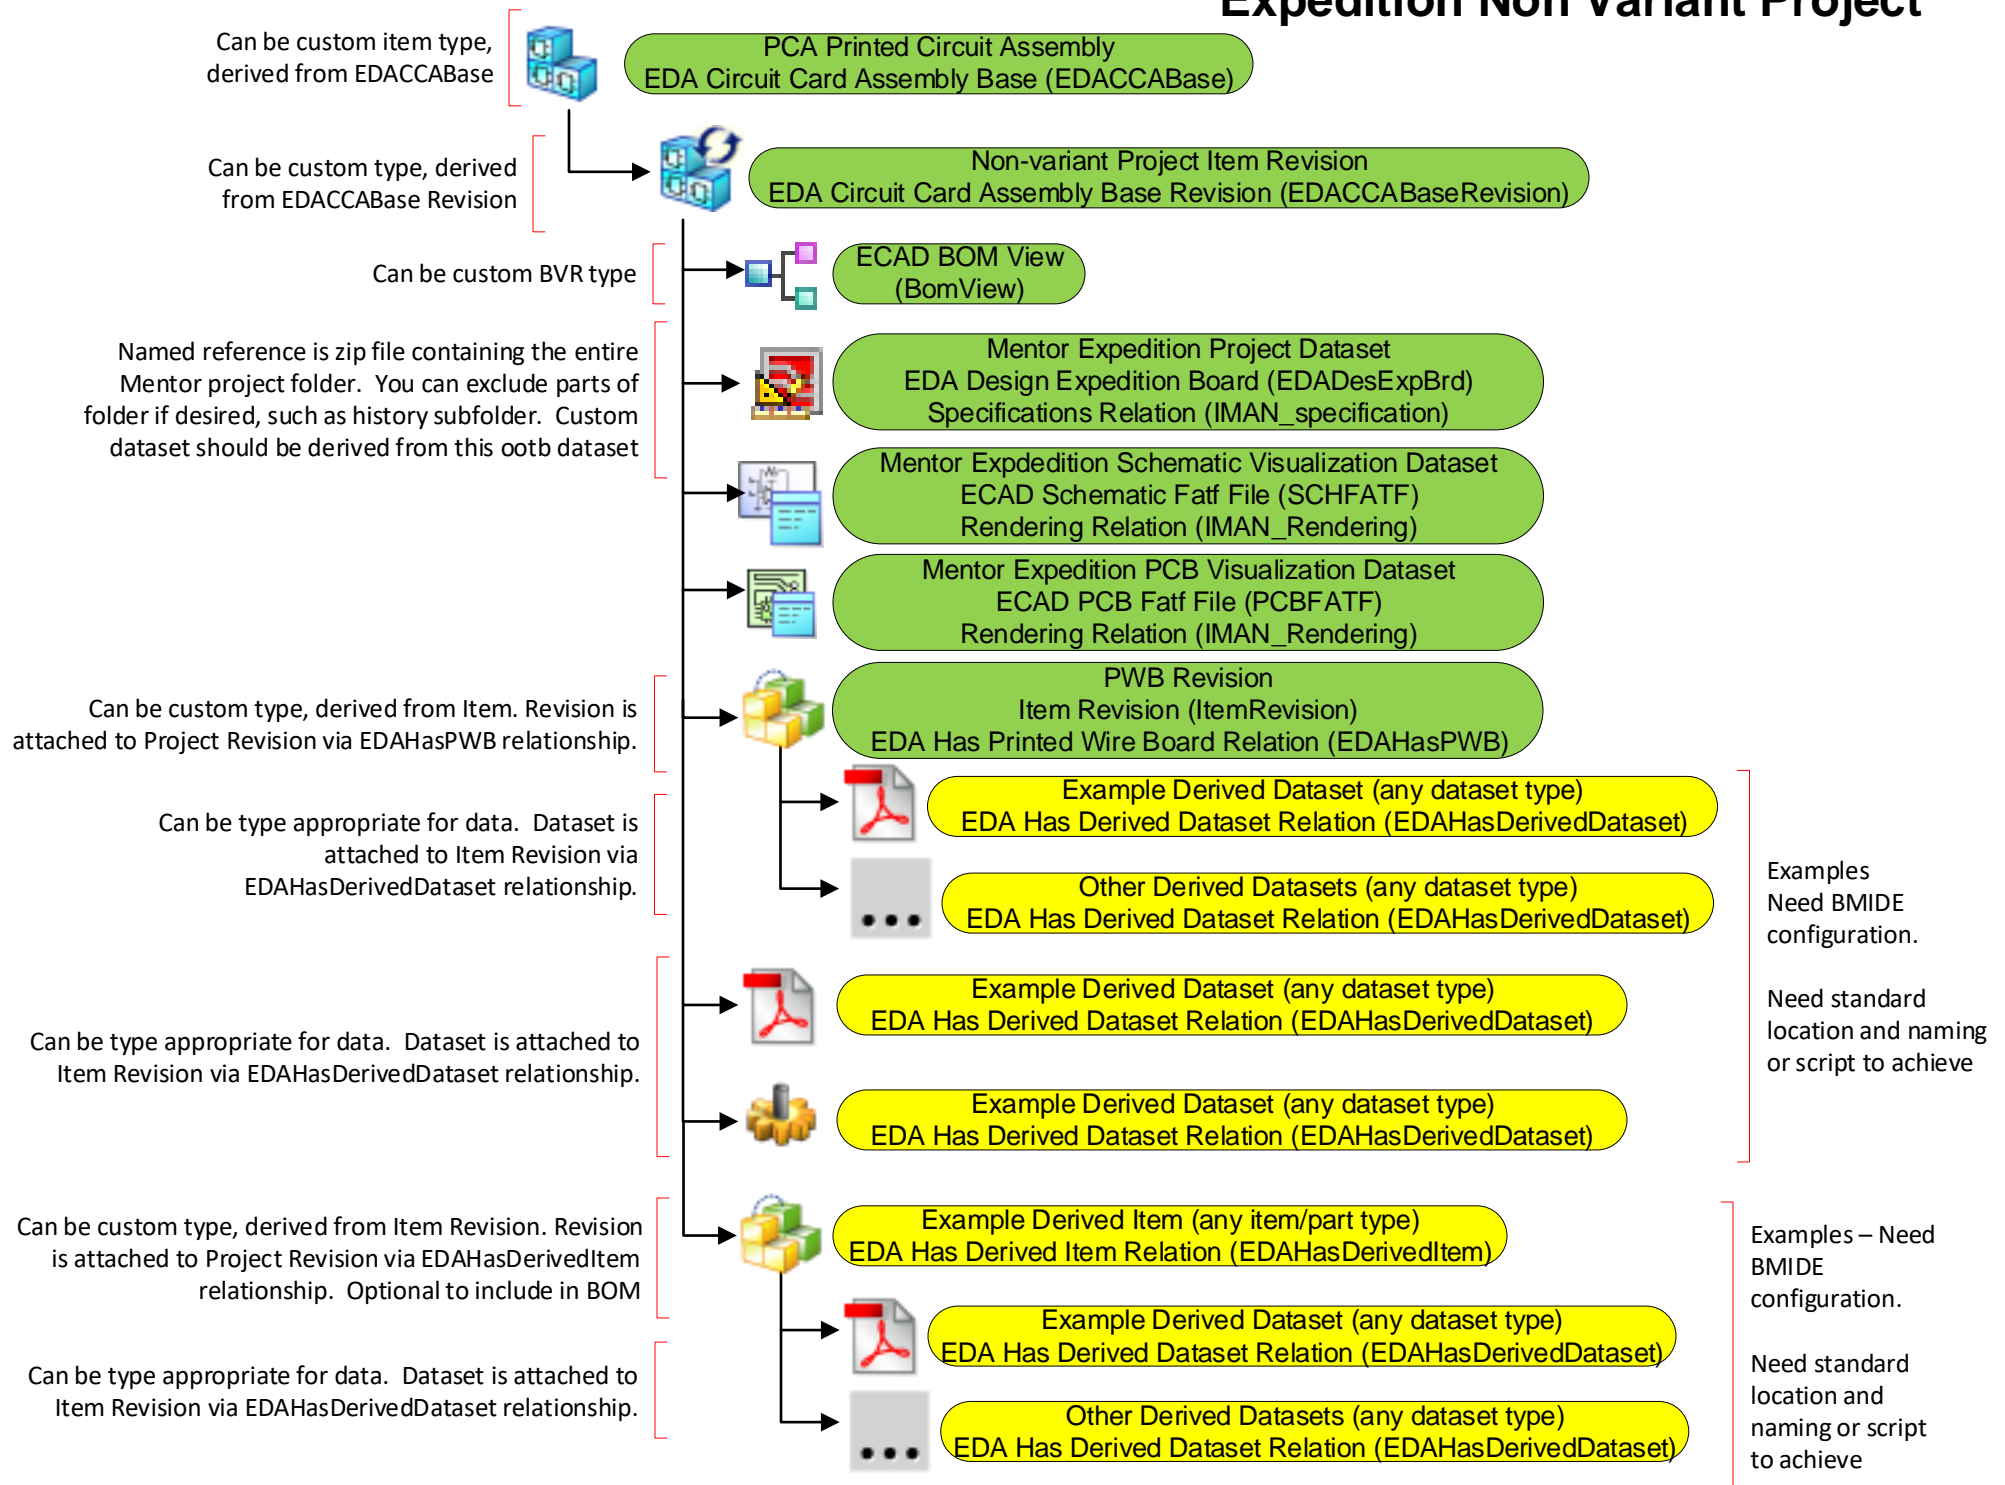 Expedition Non Variant Project
Can be custom item type,
derived from EDACCABase
PCA Printed Circuit Assembly
EDA Circuit Card Assembly Base (EDACCABase)
Can be custom type, derived
from EDACCABase Revision
Non-variant Project Item Revision
EDA Circuit Card Assembly Base Revision (EDACCABaseRevision)
Can be custom BVR type
ECAD BOM View
(BomView)
Named reference is zip file containing the entire
Mentor project folder.  You can exclude parts of
folder if desired, such as history subfolder.  Custom
dataset should be derived from this ootb dataset
Mentor Expedition Project Dataset
EDA Design Expedition Board (EDADesExpBrd)
Specifications Relation (IMAN_specification)
Mentor Expdedition Schematic Visualization Dataset
ECAD Schematic Fatf File (SCHFATF)
Rendering Relation (IMAN_Rendering)
Mentor Expedition PCB Visualization Dataset
ECAD PCB Fatf File (PCBFATF)
Rendering Relation (IMAN_Rendering)
Can be custom type, derived from Item. Revision is
attached to Project Revision via EDAHasPWB relationship.
PWB Revision
Item Revision (ItemRevision)
EDA Has Printed Wire Board Relation (EDAHasPWB)
Can be type appropriate for data.  Dataset is
attached to Item Revision via
EDAHasDerivedDataset relationship.
Example Derived Dataset (any dataset type)
EDA Has Derived Dataset Relation (EDAHasDerivedDataset)
Other Derived Datasets (any dataset type)
EDA Has Derived Dataset Relation (EDAHasDerivedDataset)
Examples
Need BMIDE
configuration.
Need standard
location and naming
or script to achieve
Can be type appropriate for data.  Dataset is attached to
Item Revision via EDAHasDerivedDataset relationship.
Example Derived Dataset (any dataset type)
EDA Has Derived Dataset Relation (EDAHasDerivedDataset)
Example Derived Dataset (any dataset type)
EDA Has Derived Dataset Relation (EDAHasDerivedDataset)
Can be custom type, derived from Item Revision. Revision
is attached to Project Revision via EDAHasDerivedItem
relationship.  Optional to include in BOM
Example Derived Item (any item/part type)
EDA Has Derived Item Relation (EDAHasDerivedItem)
Examples – Need
BMIDE
configuration.
Need standard
location and
naming or script
to achieve
Can be type appropriate for data.  Dataset is attached to
Item Revision via EDAHasDerivedDataset relationship.
Example Derived Dataset (any dataset type)
EDA Has Derived Dataset Relation (EDAHasDerivedDataset)
Other Derived Datasets (any dataset type)
EDA Has Derived Dataset Relation (EDAHasDerivedDataset)